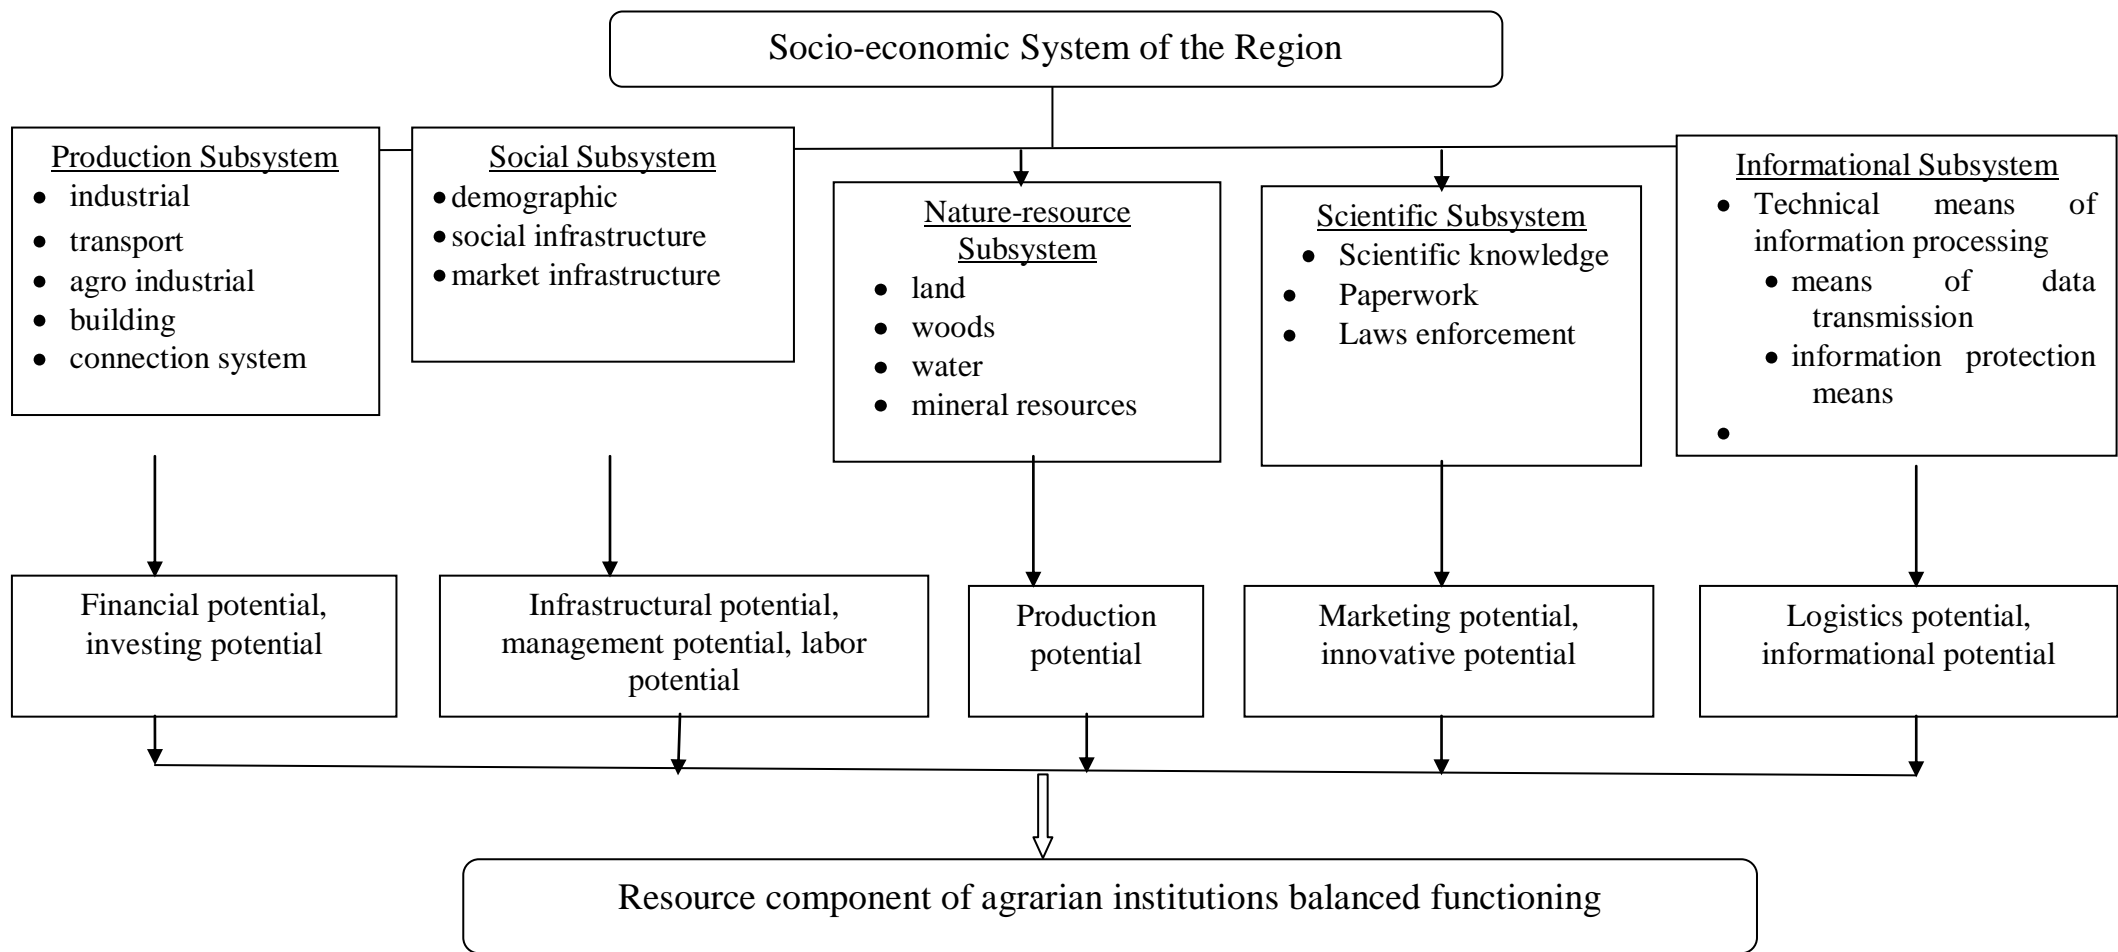 Socio-economic System of the Region
Production Subsystem
• industrial
• transport
• agro industrial
• building
• connection system
Social Subsystem
• demographic
• social infrastructure
• market infrastructure
Nature-resource
Subsystem
• land
• woods
• water
• mineral resources
Scientific Subsystem
• Scientific knowledge
• Paperwork
• Laws enforcement
Informational Subsystem
• Technical means of
information processing
• means of data
transmission
• information protection
means
•
Financial potential,
investing potential
Infrastructural potential,
management potential, labor
potential
Production
potential
Marketing potential,
innovative potential
Logistics potential,
informational potential
Resource component of agrarian institutions balanced functioning